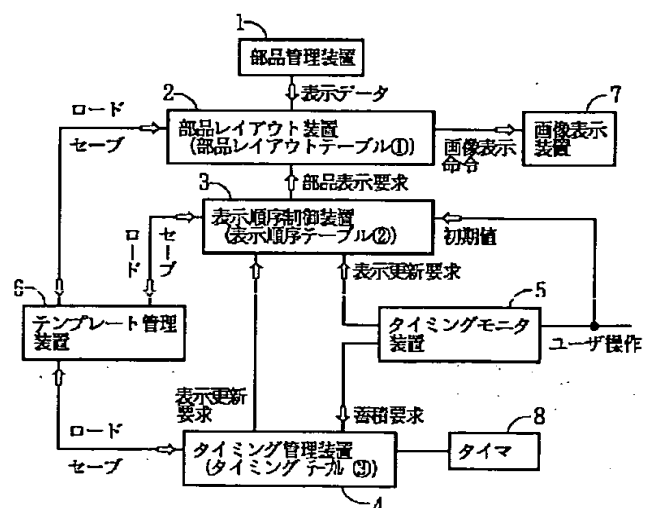 1
部品管理装置
表示データ
2
ロード
セーブ
部品レイアウト装置
(部品レイアウトテーブル①)
画像表示
命令
7
画像表示
装置
部品表示要求
3
表示順序制御装置
(表示順序テーブル②)
初期値
ロード
セーブ
表示更新要求
6
テンプレート管理
装置
5
タイミングモニタ
装置
ユーザ操作
表示更新
要求
蓄積要求
ロード
セーブ
タイミング管理装置
(タイミングテーブル③)
4
8
タイマ